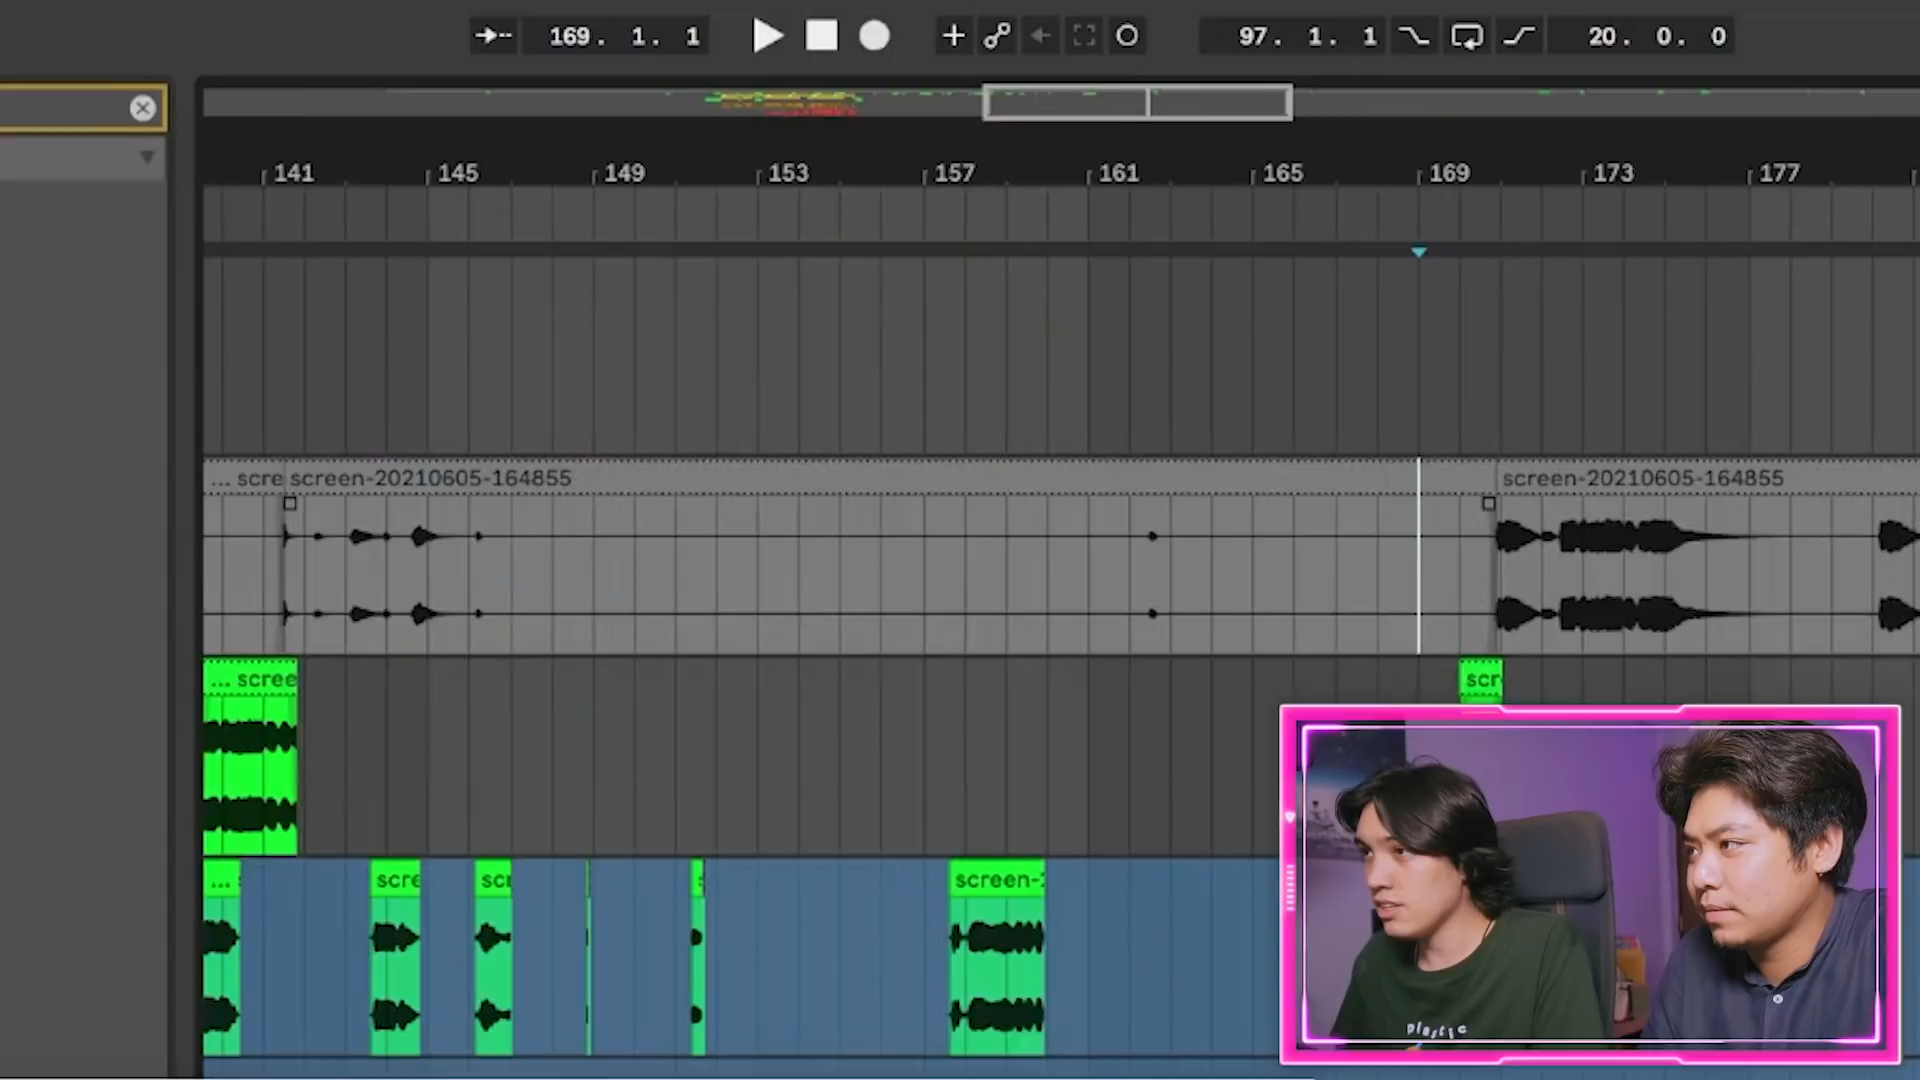 169. 1. 1 97. 1. 1 20. 0. 0
141 145 149 153 157 161 165 169 173 177
... scre screen-20210605-164855 screen-20210605-164855
... scree scr
... scre scr screen-2
plastic